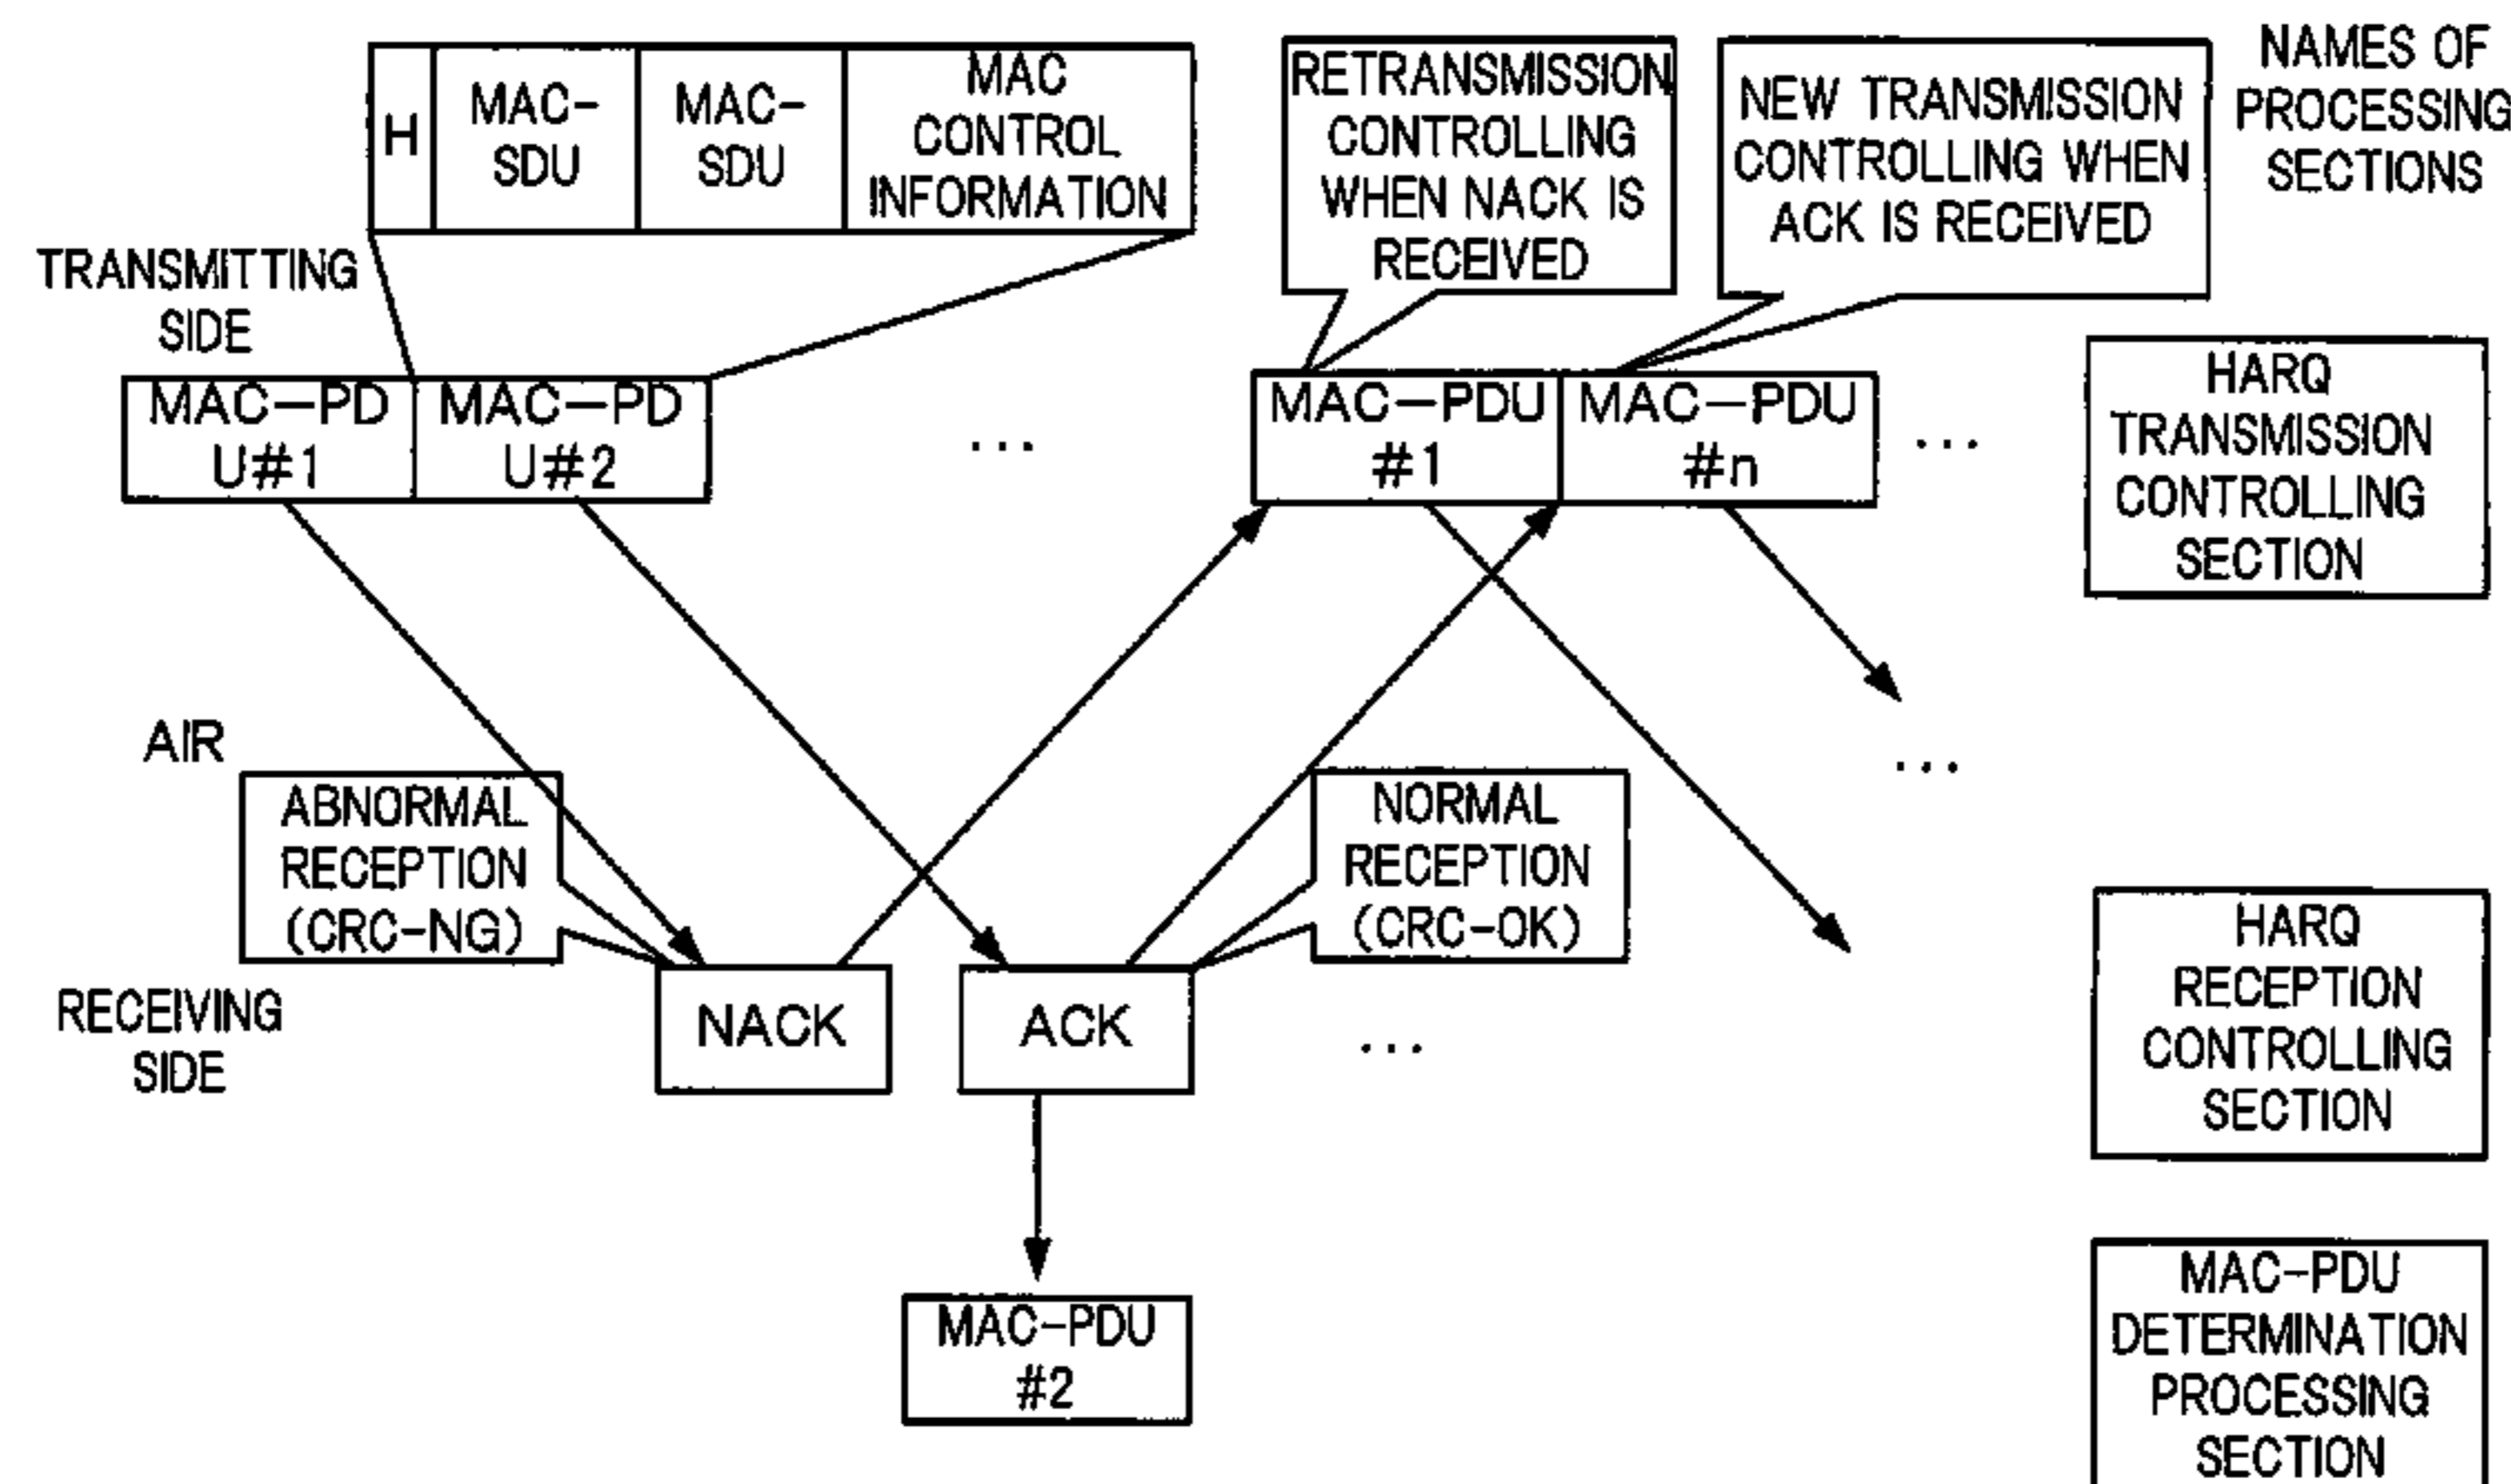 H
MAC-
SDU
MAC-
SDU
MAC
CONTROL
INFORMATION
RETRANSMISSION
CONTROLLING
WHEN NACK IS
RECEIVED
NEW TRANSMISSION
CONTROLLING WHEN
ACK IS RECEIVED
NAMES OF
PROCESSING
SECTIONS
TRANSMITTING
SIDE
MAC-PD
U#1
MAC-PD
U#2
...
MAC-PDU
#1
MAC-PDU
#n
...
HARQ
TRANSMISSION
CONTROLLING
SECTION
AIR
...
ABNORMAL
RECEPTION
(CRC-NG)
NORMAL
RECEPTION
(CRC-OK)
RECEIVING
SIDE
NACK
ACK
...
HARQ
RECEPTION
CONTROLLING
SECTION
MAC-PDU
#2
MAC-PDU
DETERMINATION
PROCESSING
SECTION